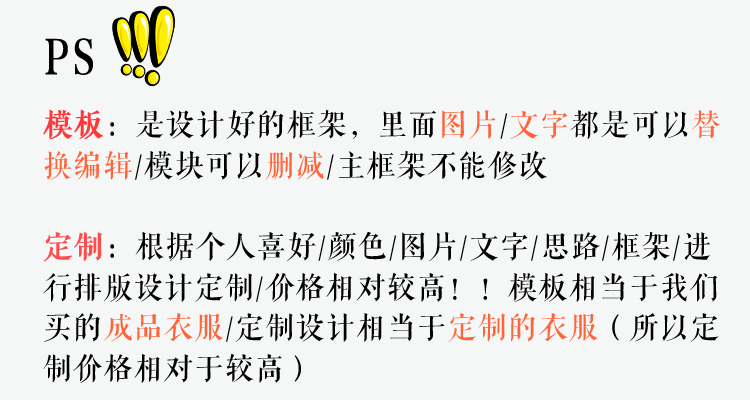 PS
模板：是设计好的框架，里面图片/文字都是可以替
换编辑/模块可以删减/主框架不能修改
定制：根据个人喜好/颜色/图片/文字/思路/框架/进
行排版设计定制/价格相对较高！！模板相当于我们
买的成品衣服/定制设计相当于定制的衣服（所以定
制价格相对于较高）